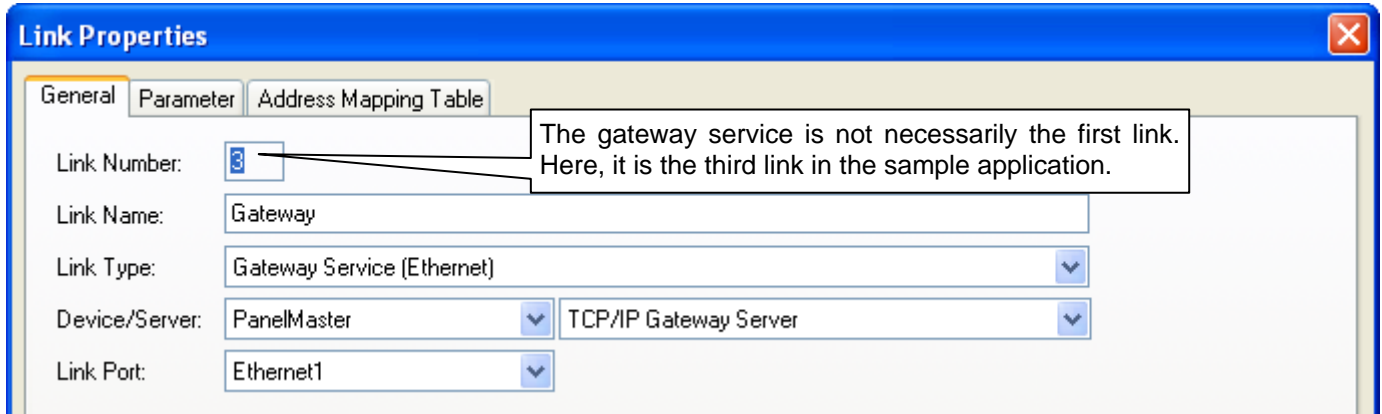 Link Properties
General Parameter Address Mapping Table
The gateway service is not necessarily the first link.
Here, it is the third link in the sample application.
Link Number: 3
Link Name: Gateway
Link Type: Gateway Service (Ethernet)
Device/Server: PanelMaster TCP/IP Gateway Server
Link Port: Ethernet1